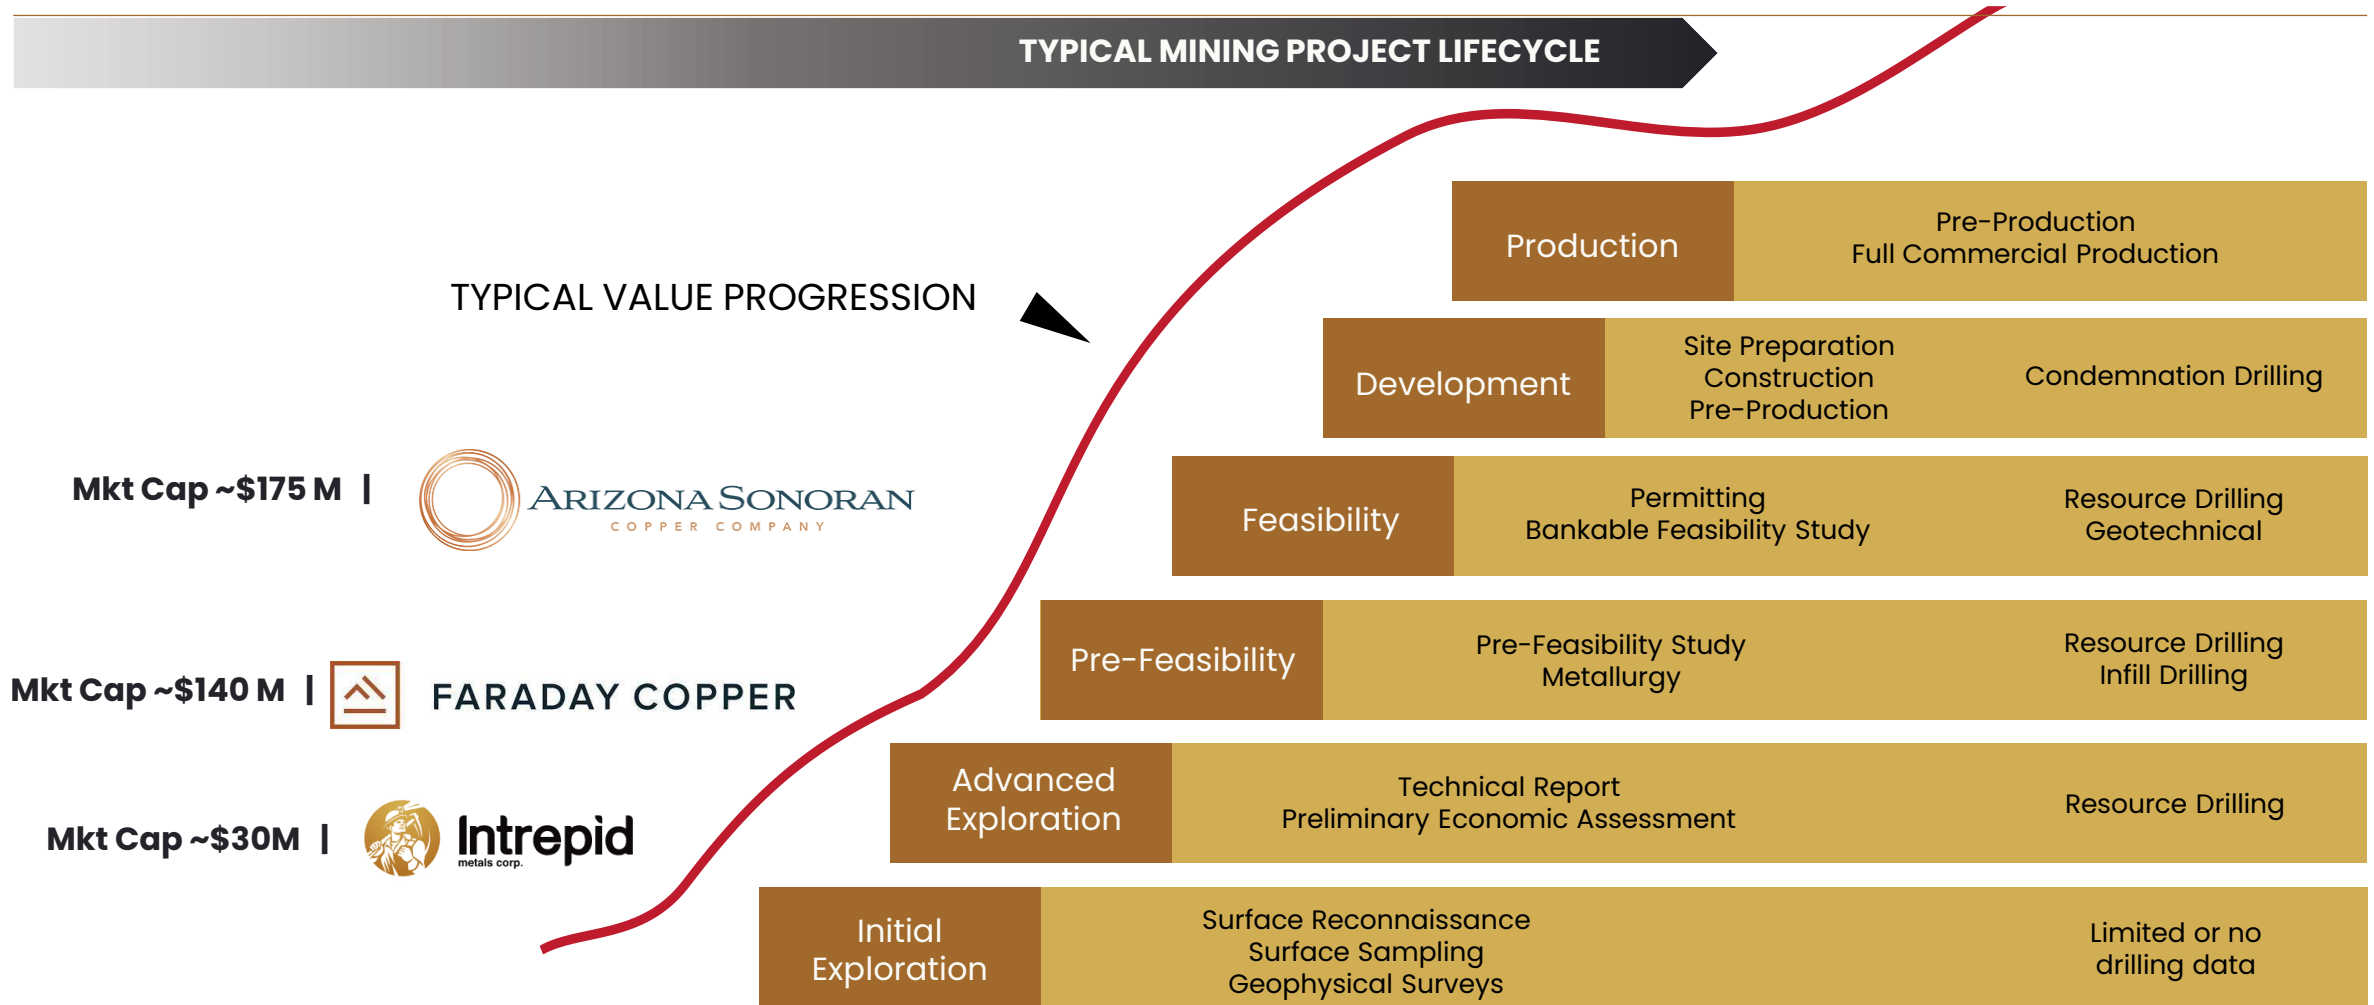 TYPICAL MINING PROJECT LIFECYCLE
Production
Pre-Production
Full Commercial Production
TYPICAL VALUE PROGRESSION
Development
Site Preparation
Construction
Pre-Production
Condemnation Drilling
Mkt Cap ~$175 M |
ARIZONA SONORAN
COPPER COMPANY
Feasibility
Permitting
Bankable Feasibility Study
Resource Drilling
Geotechnical
Mkt Cap ~$140 M |
FARADAY COPPER
Pre-Feasibility
Pre-Feasibility Study
Metallurgy
Resource Drilling
Infill Drilling
Mkt Cap ~$30M |
Intrepid
metals corp.
Advanced
Exploration
Technical Report
Preliminary Economic Assessment
Resource Drilling
Initial
Exploration
Surface Reconnaissance
Surface Sampling
Geophysical Surveys
Limited or no
drilling data